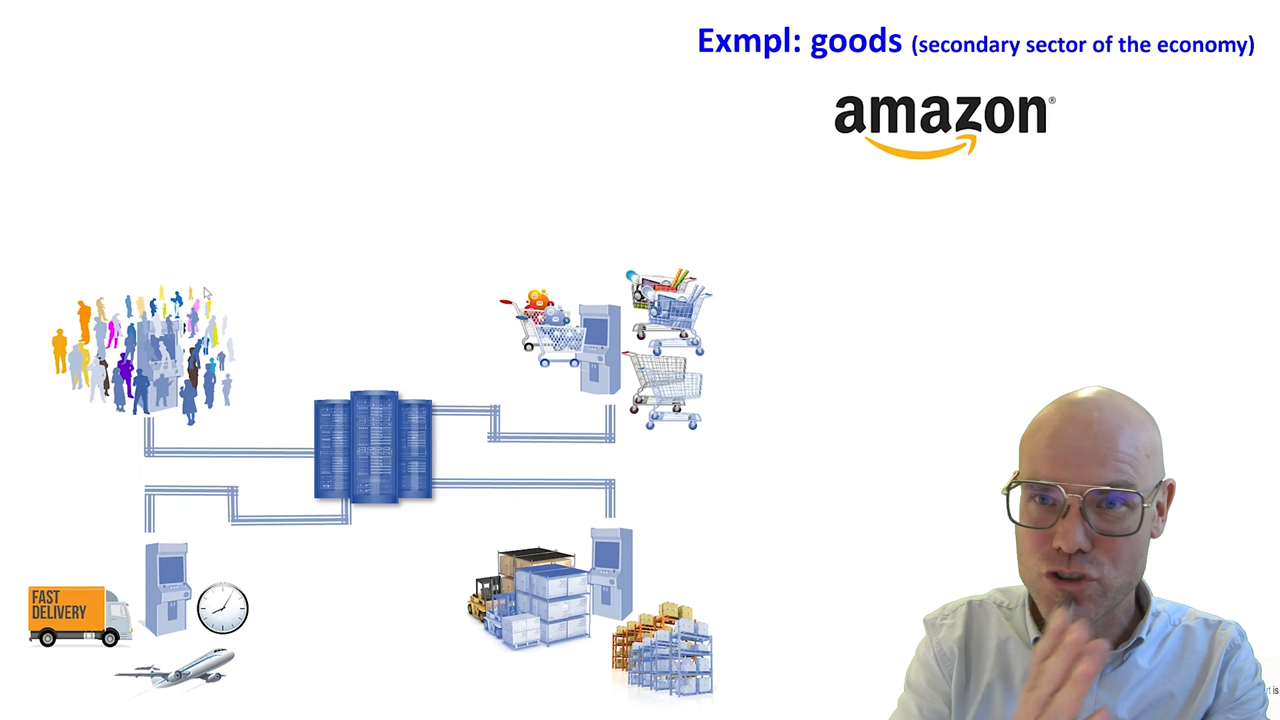 Exmpl: goods (secondary sector of the economy)
amazon®
FAST
DELIVERY